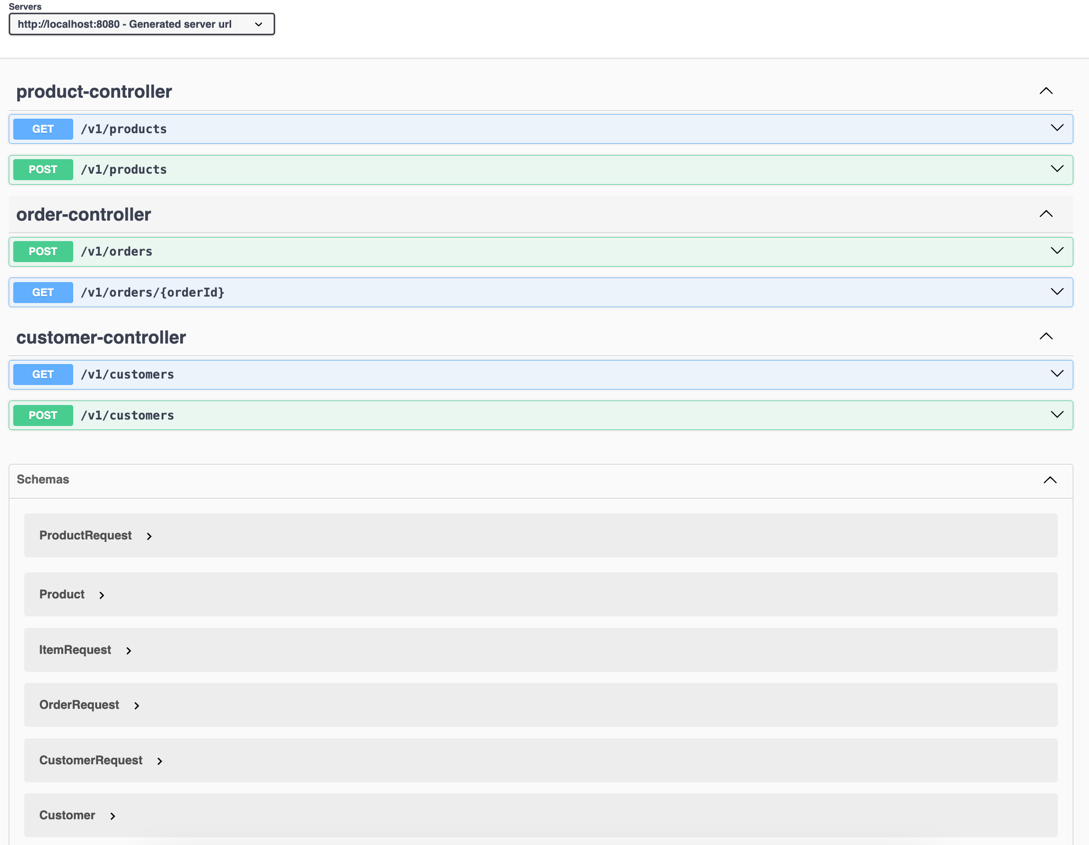 Servers
http://localhost:8080 - Generated server url
product-controller
GET /v1/products
POST /v1/products
order-controller
POST /v1/orders
GET /v1/orders/{orderId}
customer-controller
GET /v1/customers
POST /v1/customers
Schemas
ProductRequest
Product
ItemRequest
OrderRequest
CustomerRequest
Customer